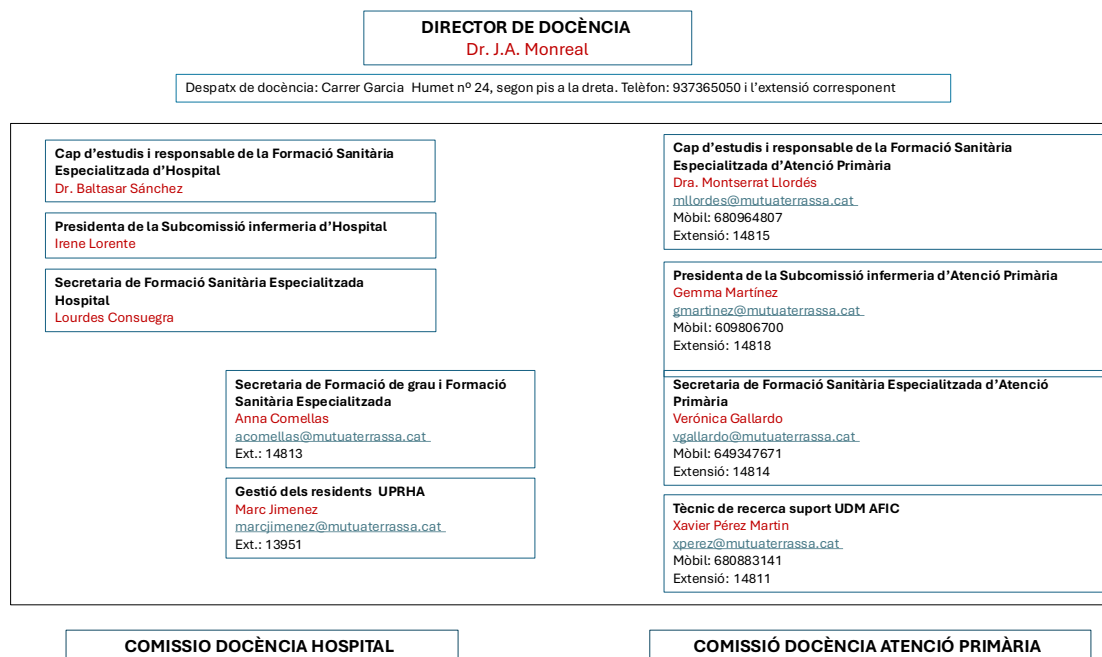 DIRECTOR DE DOCÈNCIA
Dr. J.A. Monreal
Despatx de docència: Carrer Garcia Humet nº 24, segon pis a la dreta. Telèfon: 937365050 i l'extensió corresponent
Cap d'estudis i responsable de la Formació Sanitària
Especialitzada d'Hospital
Dr. Baltasar Sánchez
Presidenta de la Subcomissió infermeria d'Hospital
Irene Lorente
Secretaria de Formació Sanitària Especialitzada
Hospital
Lourdes Consuegra
Secretaria de Formació de grau i Formació
Sanitària Especialitzada
Anna Comellas
acomellas@mutuaterrassa.cat
Ext.: 14813
Gestió dels residents UPRHA
Marc Jimenez
marcjimenez@mutuaterrassa.cat
Ext.: 13951
Cap d'estudis i responsable de la Formació Sanitària
Especialitzada d'Atenció Primària
Dra. Montserrat Llordés
mllordes@mutuaterrassa.cat
Mòbil: 680964807
Extensió: 14815
Presidenta de la Subcomissió infermeria d'Atenció Primària
Gemma Martínez
gmartinez@mutuaterrassa.cat
Mòbil: 609806700
Extensió: 14818
Secretaria de Formació Sanitària Especialitzada d'Atenció
Primària
Verónica Gallardo
vgallardo@mutuaterrassa.cat
Mòbil: 649347671
Extensió: 14814
Tècnic de recerca suport UDM AFIC
Xavier Pérez Martin
xperez@mutuaterrassa.cat
Mòbil: 680883141
Extensió: 14811
COMISSIO DOCÈNCIA HOSPITAL
COMISSIÓ DOCÈNCIA ATENCIÓ PRIMÀRIA